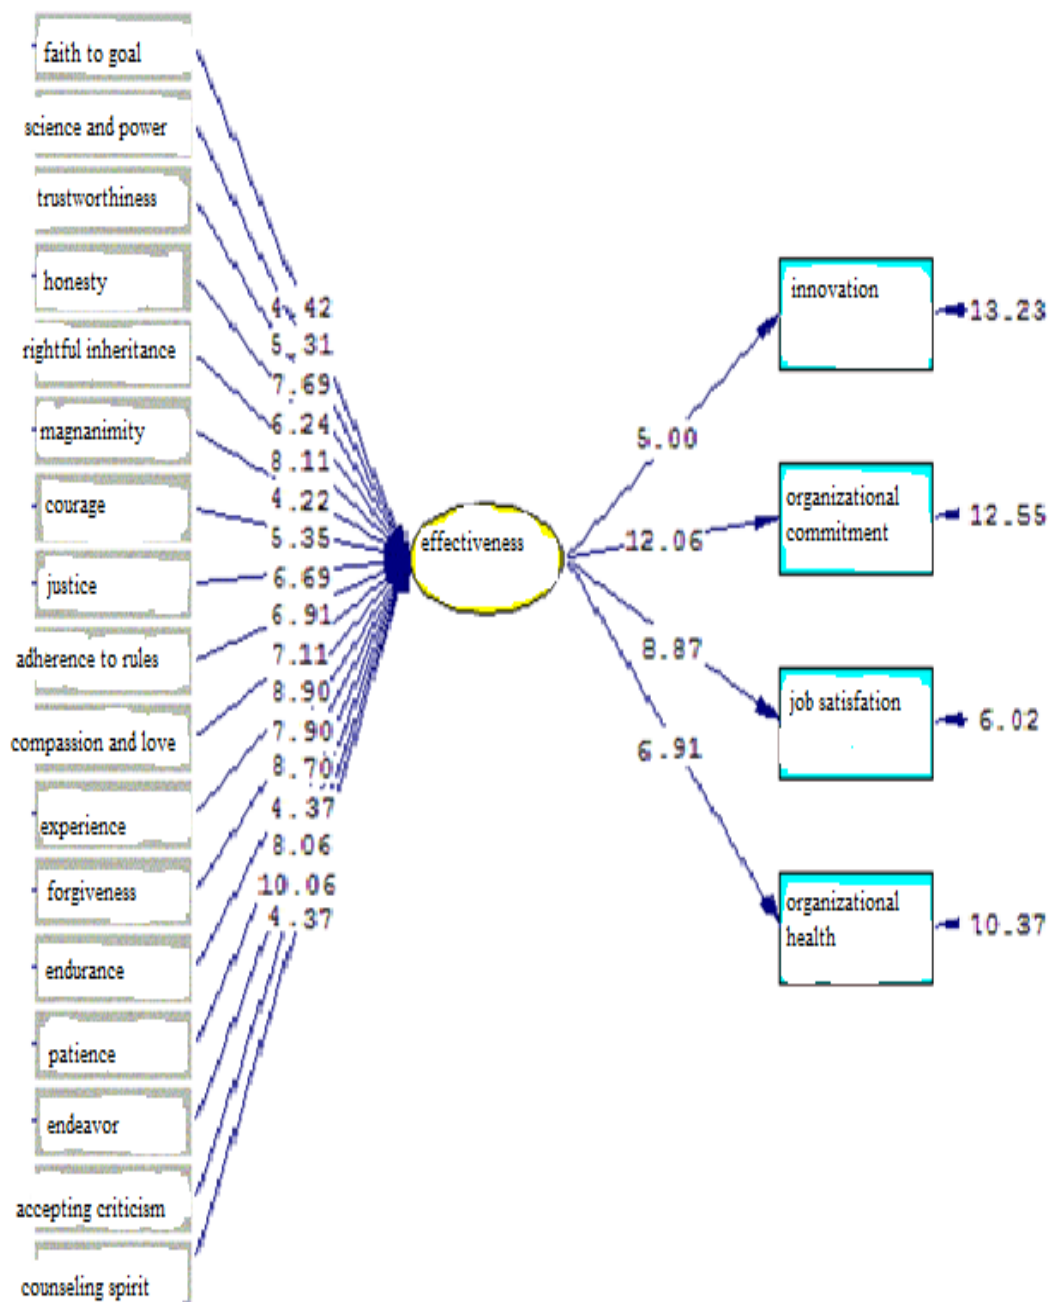 faith to goal
science and power
trustworthiness
honesty
rightful inheritance
magnanimity
courage
justice
adherence to rules
compassion and love
experience
forgiveness
endurance
patience
endeavor
accepting criticism
counseling spirit
4. 42
5.31
7.69
6.24
8.11
4.22
5.35
6.69
6.91
7.11
8.90
7.90
8.70
4.37
8.06
10.06
4.37
effectiveness
5.00
12.06
8.87
6.91
innovation
13.23
organizational
commitment
12.55
job satisfation
6.02
organizational
health
10.37